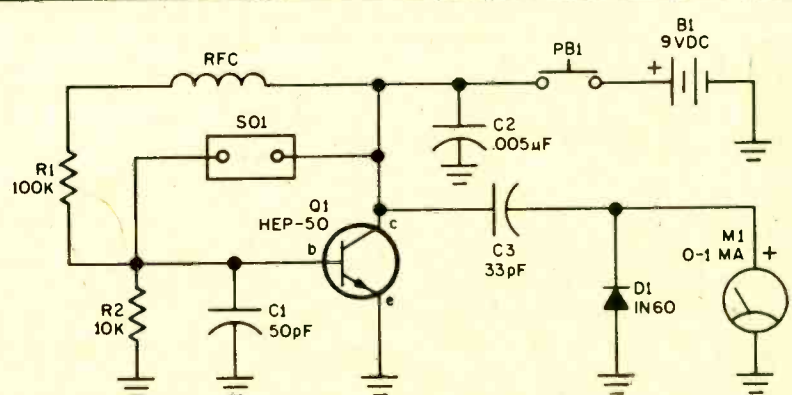 RFC
R1
100K
SO1
Q1
HEP-50
b
c
e
R2
10K
C1
50pF
C2
.005µF
PB1
B1
9VDC
+
C3
33pF
D1
IN60
M1
0-1 MA
+